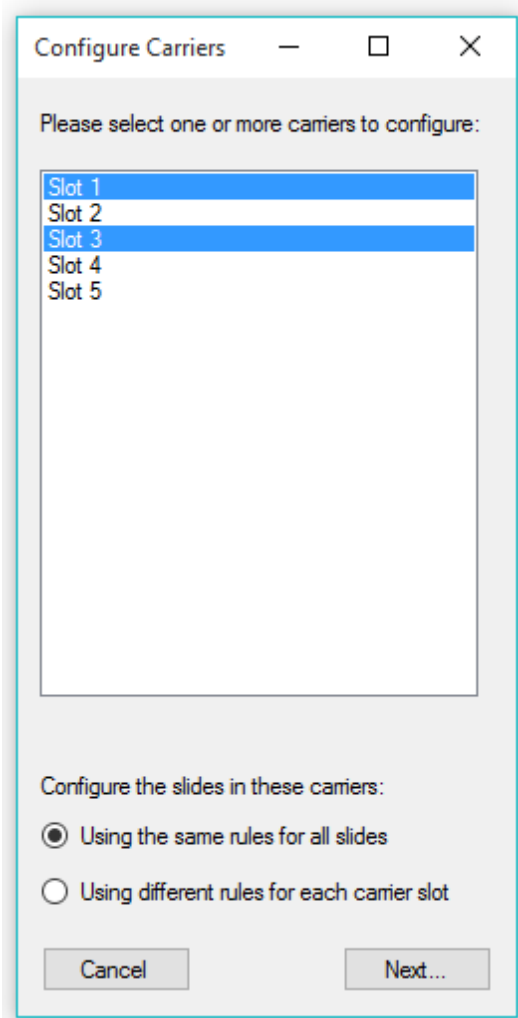 Configure Carriers
Please select one or more carriers to configure:
Slot 1
Slot 2
Slot 3
Slot 4
Slot 5
Configure the slides in these carriers:
Using the same rules for all slides
Using different rules for each carrier slot
Cancel Next...